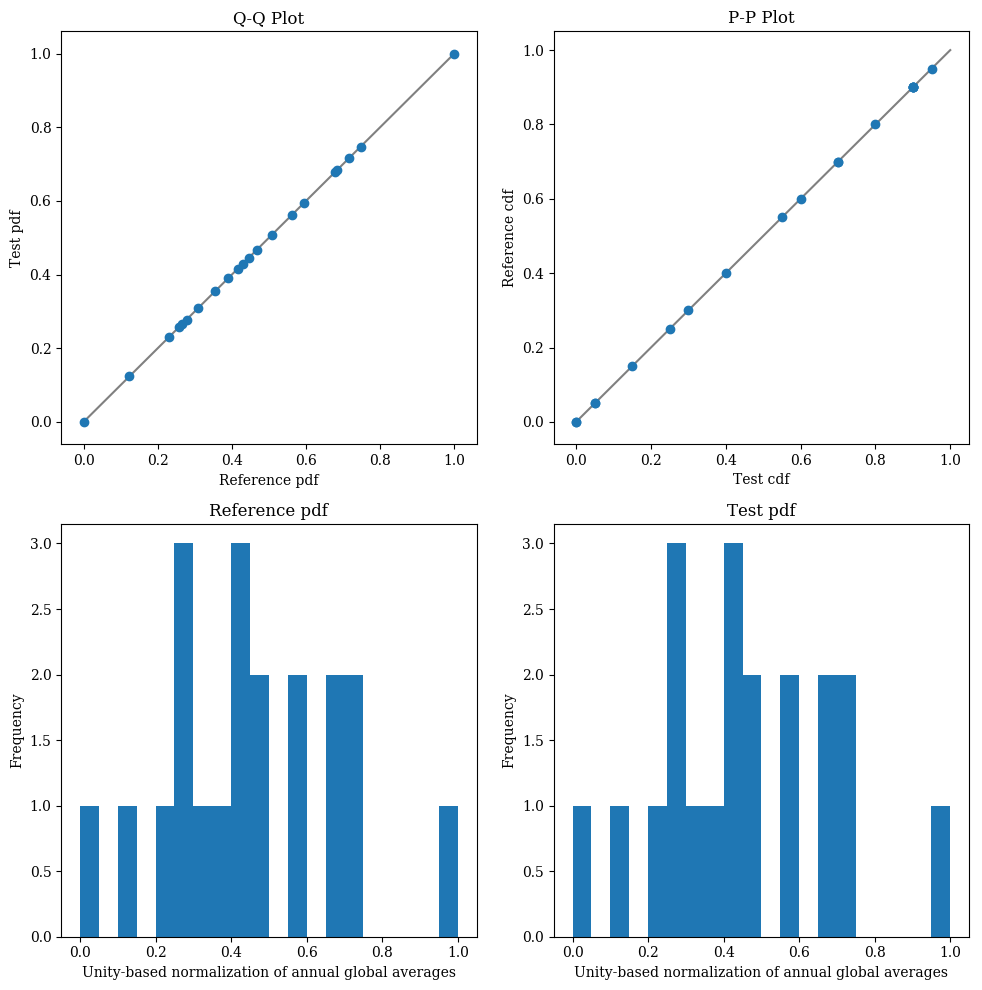 Q-Q Plot
1.0
0.8
0.6
0.4
0.2
0.0
Test pdf
0.0 0.2 0.4 0.6 0.8 1.0
Reference pdf
P-P Plot
1.0
0.8
0.6
0.4
0.2
0.0
Reference cdf
0.0 0.2 0.4 0.6 0.8 1.0
Test cdf
Reference pdf
3.0
2.5
2.0
1.5
1.0
0.5
0.0
Frequency
0.0 0.2 0.4 0.6 0.8 1.0
Unity-based normalization of annual global averages
Test pdf
3.0
2.5
2.0
1.5
1.0
0.5
0.0
Frequency
0.0 0.2 0.4 0.6 0.8 1.0
Unity-based normalization of annual global averages